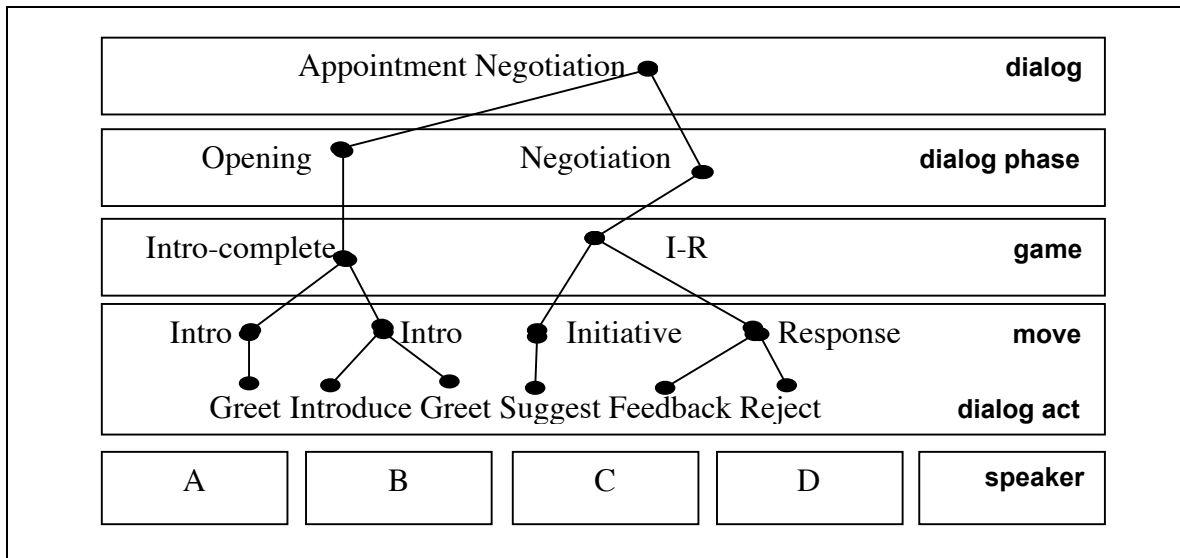 Appointment Negotiation dialog
Opening Negotiation dialog phase
Intro-complete I-R game
Intro Intro Initiative Response move
Greet Introduce Greet Suggest Feedback Reject dialog act
A B C D speaker